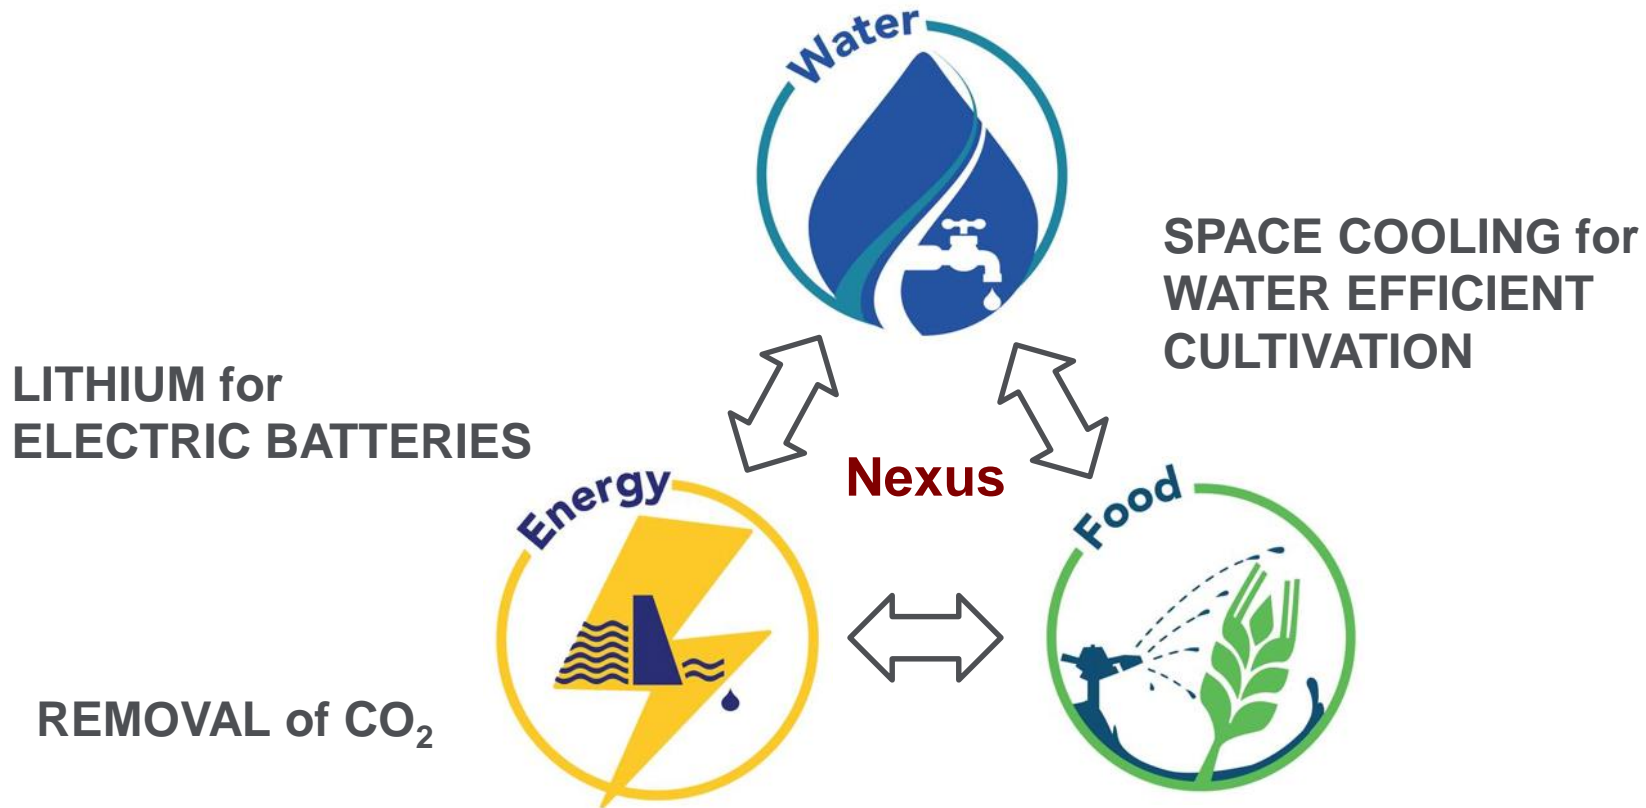 Water
SPACE COOLING for
WATER EFFICIENT
CULTIVATION
LITHIUM for
ELECTRIC BATTERIES
Nexus
Energy
Food
REMOVAL of CO₂